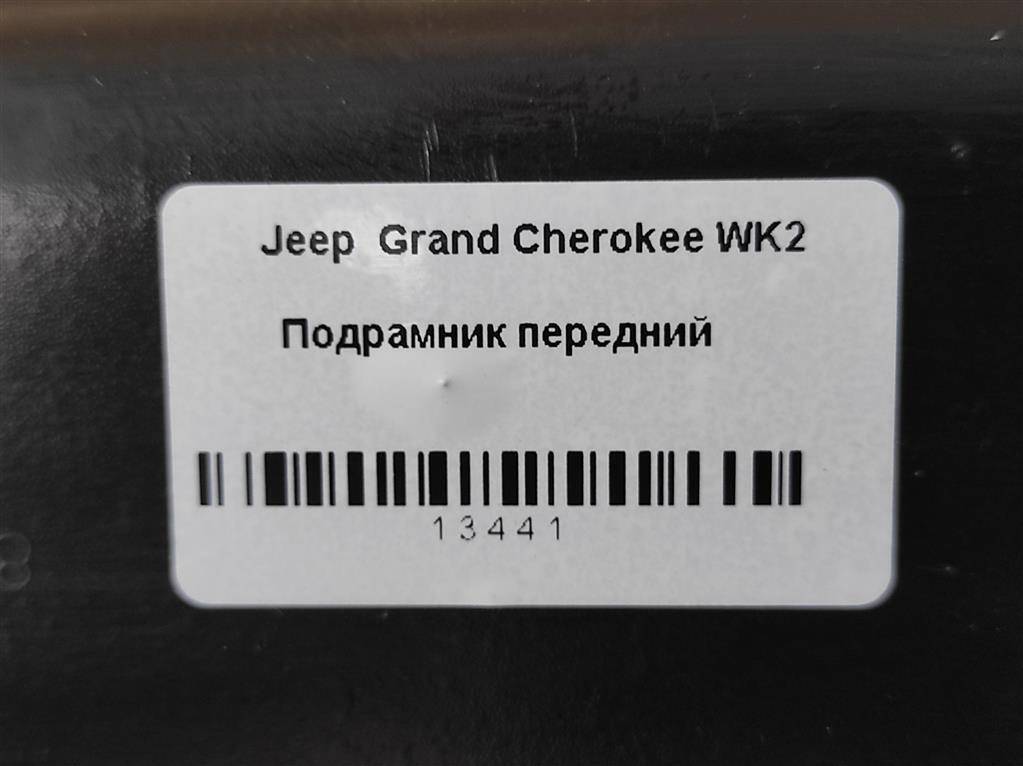 Jeep Grand Cherokee WK2
Подрамник передний
13441